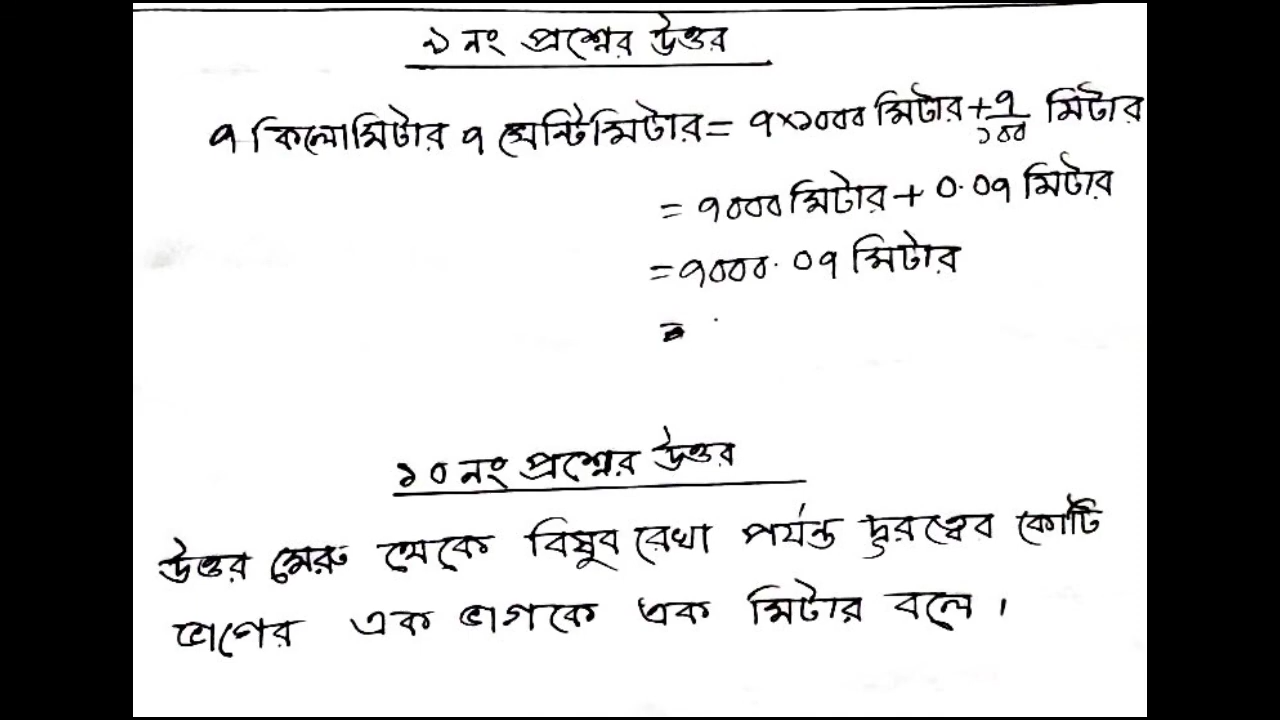 ৯ নং প্রশ্নের উত্তর
৭ কিলোমিটার ৭ সেন্টিমিটার = ৭×১০০০ মিটার + ৭/১০০ মিটার
= ৭০০০ মিটার + ০.০৭ মিটার
= ৭০০০.০৭ মিটার
=
১০ নং প্রশ্নের উত্তর
উত্তর মেরু থেকে বিষুব রেখা পর্যন্ত দুরত্বের কোটি
ভাগের এক ভাগকে এক মিটার বলে।